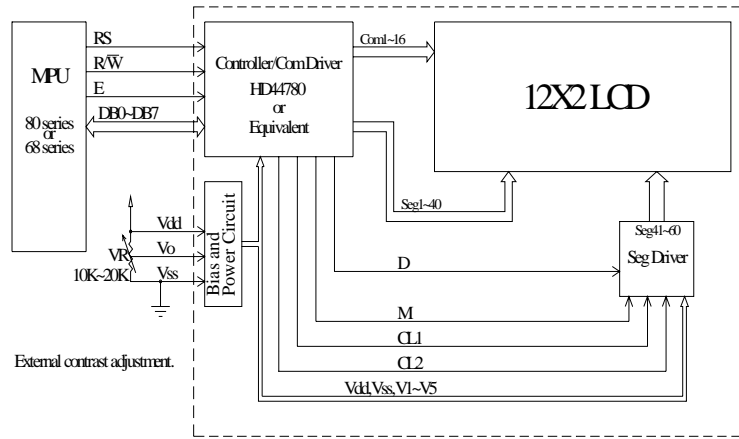 MPU
80 series
or
68 series
RS
R/W̅
E
DB0~DB7
Controller/Com Driver
HD44780
or
Equivalent
Com1~16
12X2 LCD
Seg1~40
Seg41~60
Seg Driver
Vdd
Vo
Vss
VR
10K~20K
Bias and
Power Circuit
D
M
CL1
CL2
Vdd,Vss,V1~V5
External contrast adjustment.